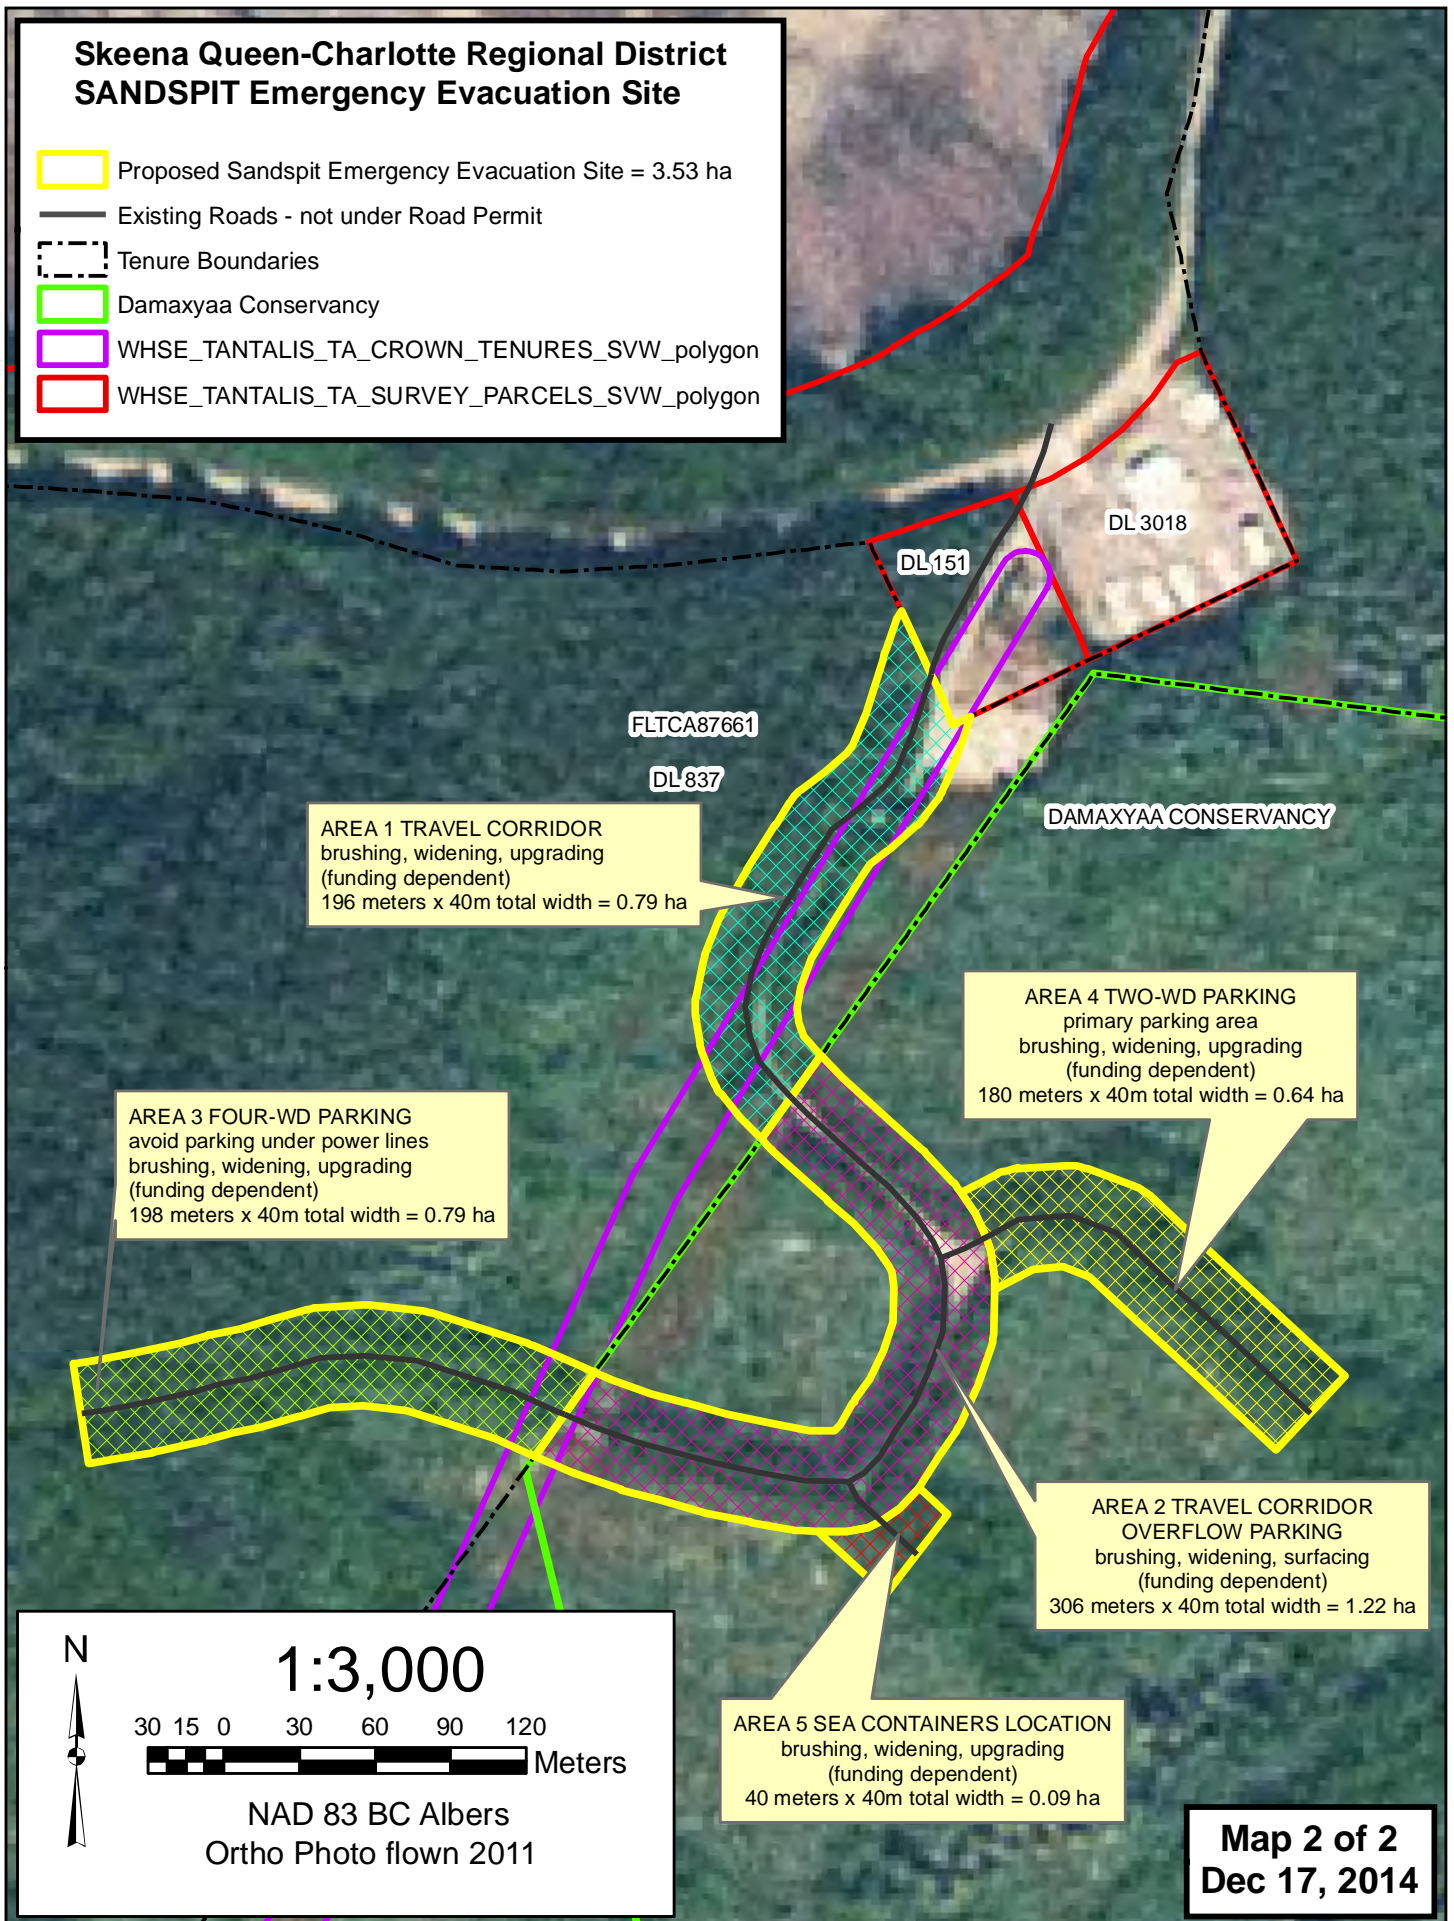 Skeena Queen-Charlotte Regional District
SANDSPIT Emergency Evacuation Site
Proposed Sandspit Emergency Evacuation Site = 3.53 ha
Existing Roads - not under Road Permit
Tenure Boundaries
Damaxyaa Conservancy
WHSE_TANTALIS_TA_CROWN_TENURES_SVW_polygon
WHSE_TANTALIS_TA_SURVEY_PARCELS_SVW_polygon
DL 3018
DL 151
FLTCA87661
DL 837
DAMAXYAA CONSERVANCY
AREA 1 TRAVEL CORRIDOR
brushing, widening, upgrading
(funding dependent)
196 meters x 40m total width = 0.79 ha
AREA 4 TWO-WD PARKING
primary parking area
brushing, widening, upgrading
(funding dependent)
180 meters x 40m total width = 0.64 ha
AREA 3 FOUR-WD PARKING
avoid parking under power lines
brushing, widening, upgrading
(funding dependent)
198 meters x 40m total width = 0.79 ha
AREA 2 TRAVEL CORRIDOR
OVERFLOW PARKING
brushing, widening, surfacing
(funding dependent)
306 meters x 40m total width = 1.22 ha
AREA 5 SEA CONTAINERS LOCATION
brushing, widening, upgrading
(funding dependent)
40 meters x 40m total width = 0.09 ha
N
1:3,000
30 15 0 30 60 90 120
Meters
NAD 83 BC Albers
Ortho Photo flown 2011
Map 2 of 2
Dec 17, 2014